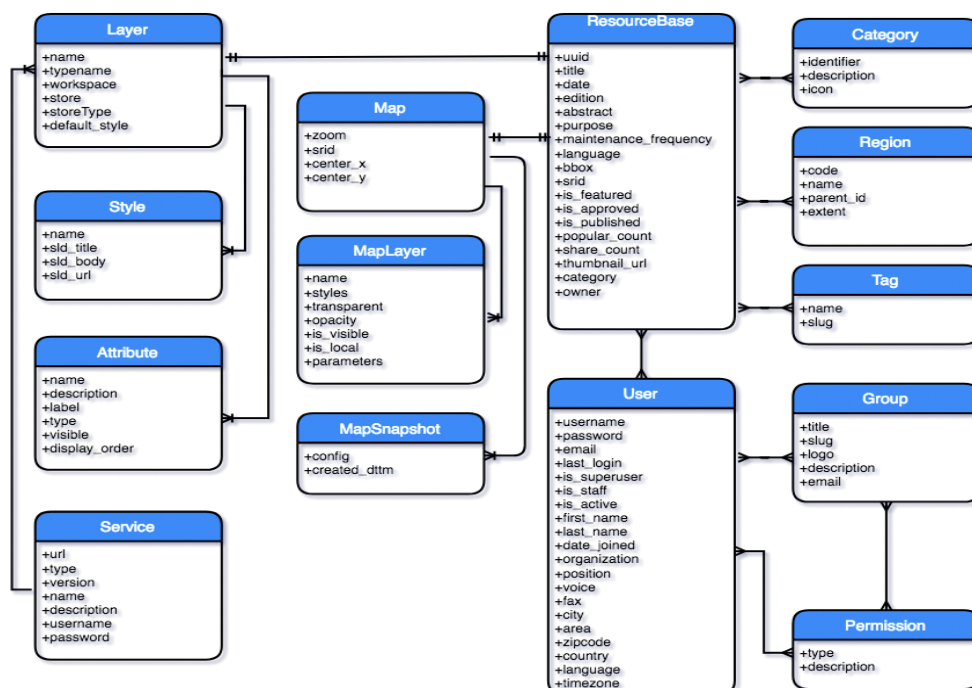 Layer
+name
+typename
+workspace
+store
+storeType
+default_style
Style
+name
+sld_title
+sld_body
+sld_url
Attribute
+name
+description
+label
+type
+visible
+display_order
Service
+url
+type
+version
+name
+description
+username
+password
Map
+zoom
+srid
+center_x
+center_y
MapLayer
+name
+styles
+transparent
+opacity
+is_visible
+is_local
+parameters
MapSnapshot
+config
+created_dttm
ResourceBase
+uuid
+title
+date
+edition
+abstract
+purpose
+maintenance_frequency
+language
+bbox
+srid
+is_featured
+is_approved
+is_published
+popular_count
+share_count
+thumbnail_url
+category
+owner
User
+username
+password
+email
+last_login
+is_superuser
+is_staff
+is_active
+first_name
+last_name
+date_joined
+organization
+position
+voice
+fax
+city
+area
+zipcode
+country
+language
+timezone
Category
+identifier
+description
+icon
Region
+code
+name
+parent_id
+extent
Tag
+name
+slug
Group
+title
+slug
+logo
+description
+email
Permission
+type
+description